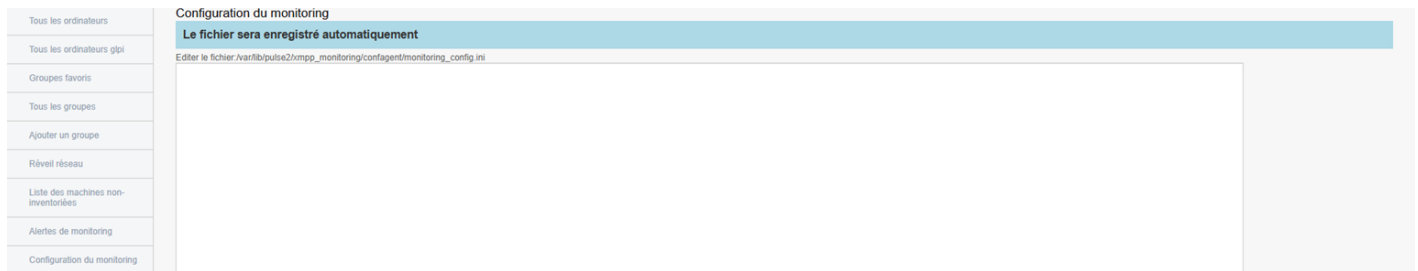 Tous les ordinateurs
Tous les ordinateurs glpi
Groupes favoris
Tous les groupes
Ajouter un groupe
Réveil réseau
Liste des machines non-
inventoriées
Alertes de monitoring
Configuration du monitoring
Configuration du monitoring
Le fichier sera enregistré automatiquement
Editer le fichier:/var/lib/pulse2/xmpp_monitoring/confagent/monitoring_config.ini